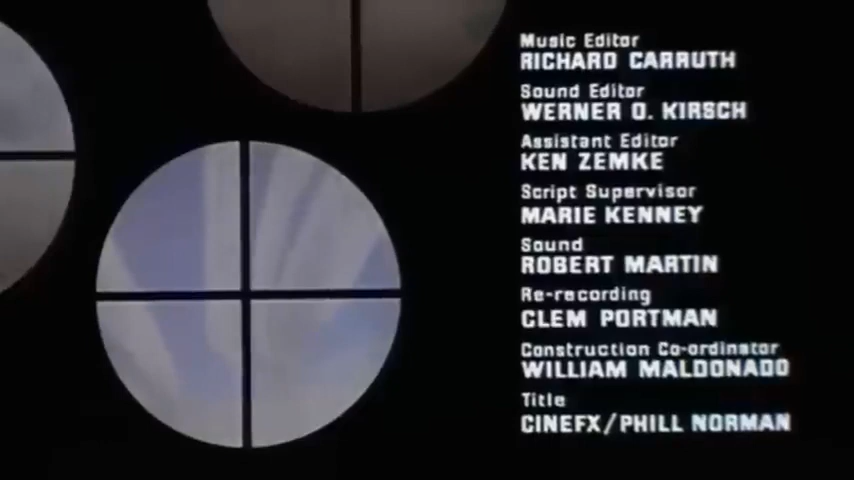 Music Editor
RICHARD CARRUTH
Sound Editor
WERNER O. KIRSCH
Assistant Editor
KEN ZEMKE
Script Supervisor
MARIE KENNEY
Sound
ROBERT MARTIN
Re-recording
CLEM PORTMAN
Construction Co-ordinator
WILLIAM MALDONADO
Title
CINEFX/PHILL NORMAN